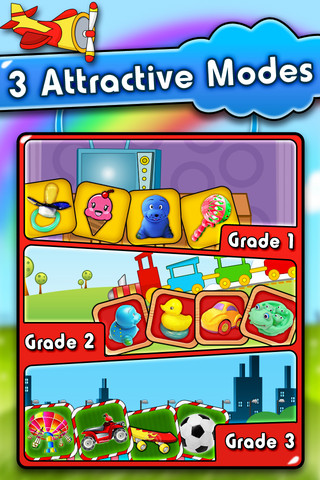 3 Attractive Modes
Grade 1
Grade 2
Grade 3